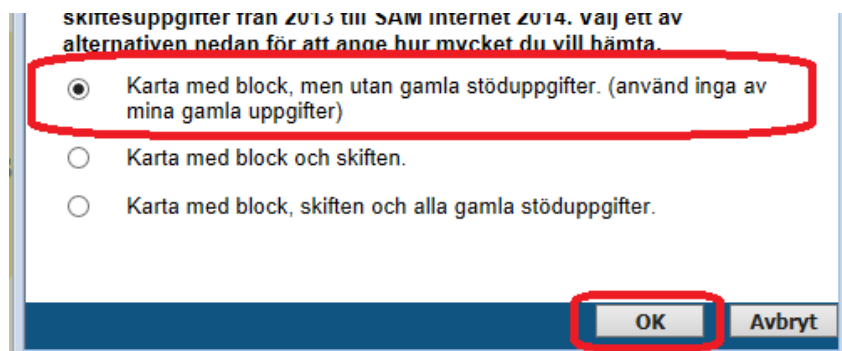 skiftesuppgifter från 2013 till SAM Internet 2014. Välj ett av
alternativen nedan för att ange hur mycket du vill hämta.
Karta med block, men utan gamla stöduppgifter. (använd inga av
mina gamla uppgifter)
Karta med block och skiften.
Karta med block, skiften och alla gamla stöduppgifter.
OK Avbryt